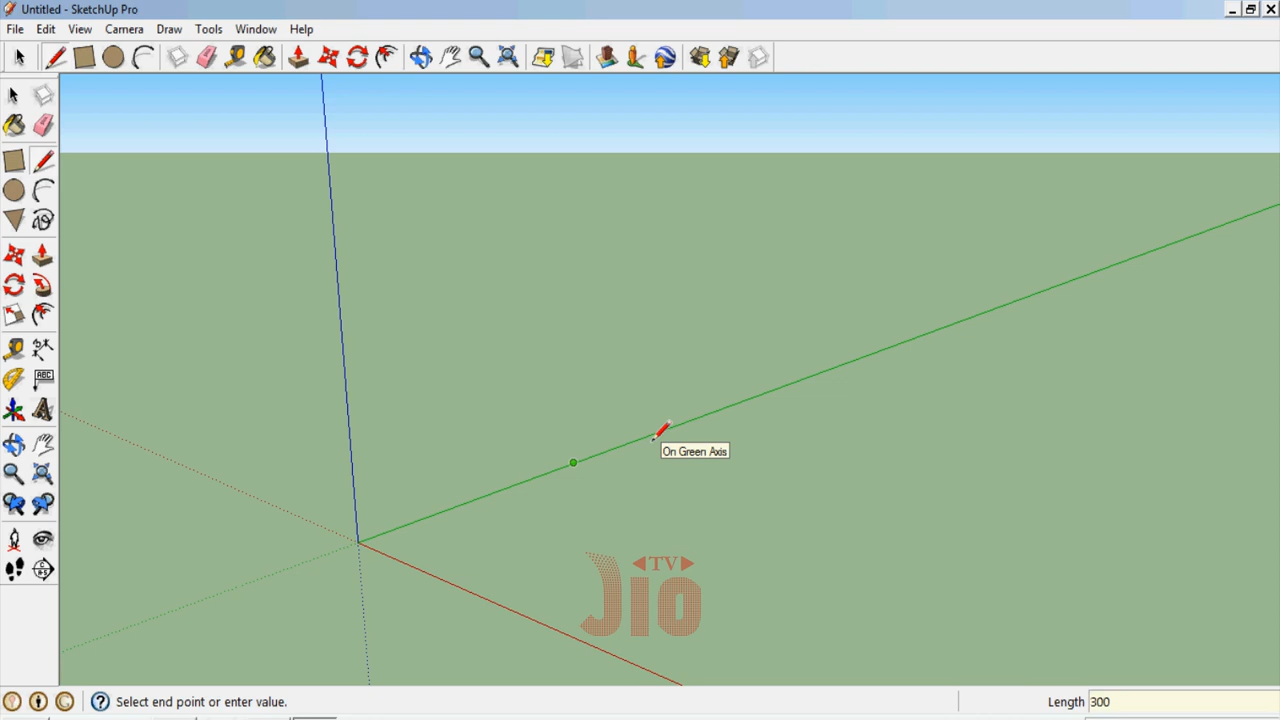 Untitled - SketchUp Pro
File Edit View Camera Draw Tools Window Help
ABC
On Green Axis
TV
JIO
Select end point or enter value.
Length 300